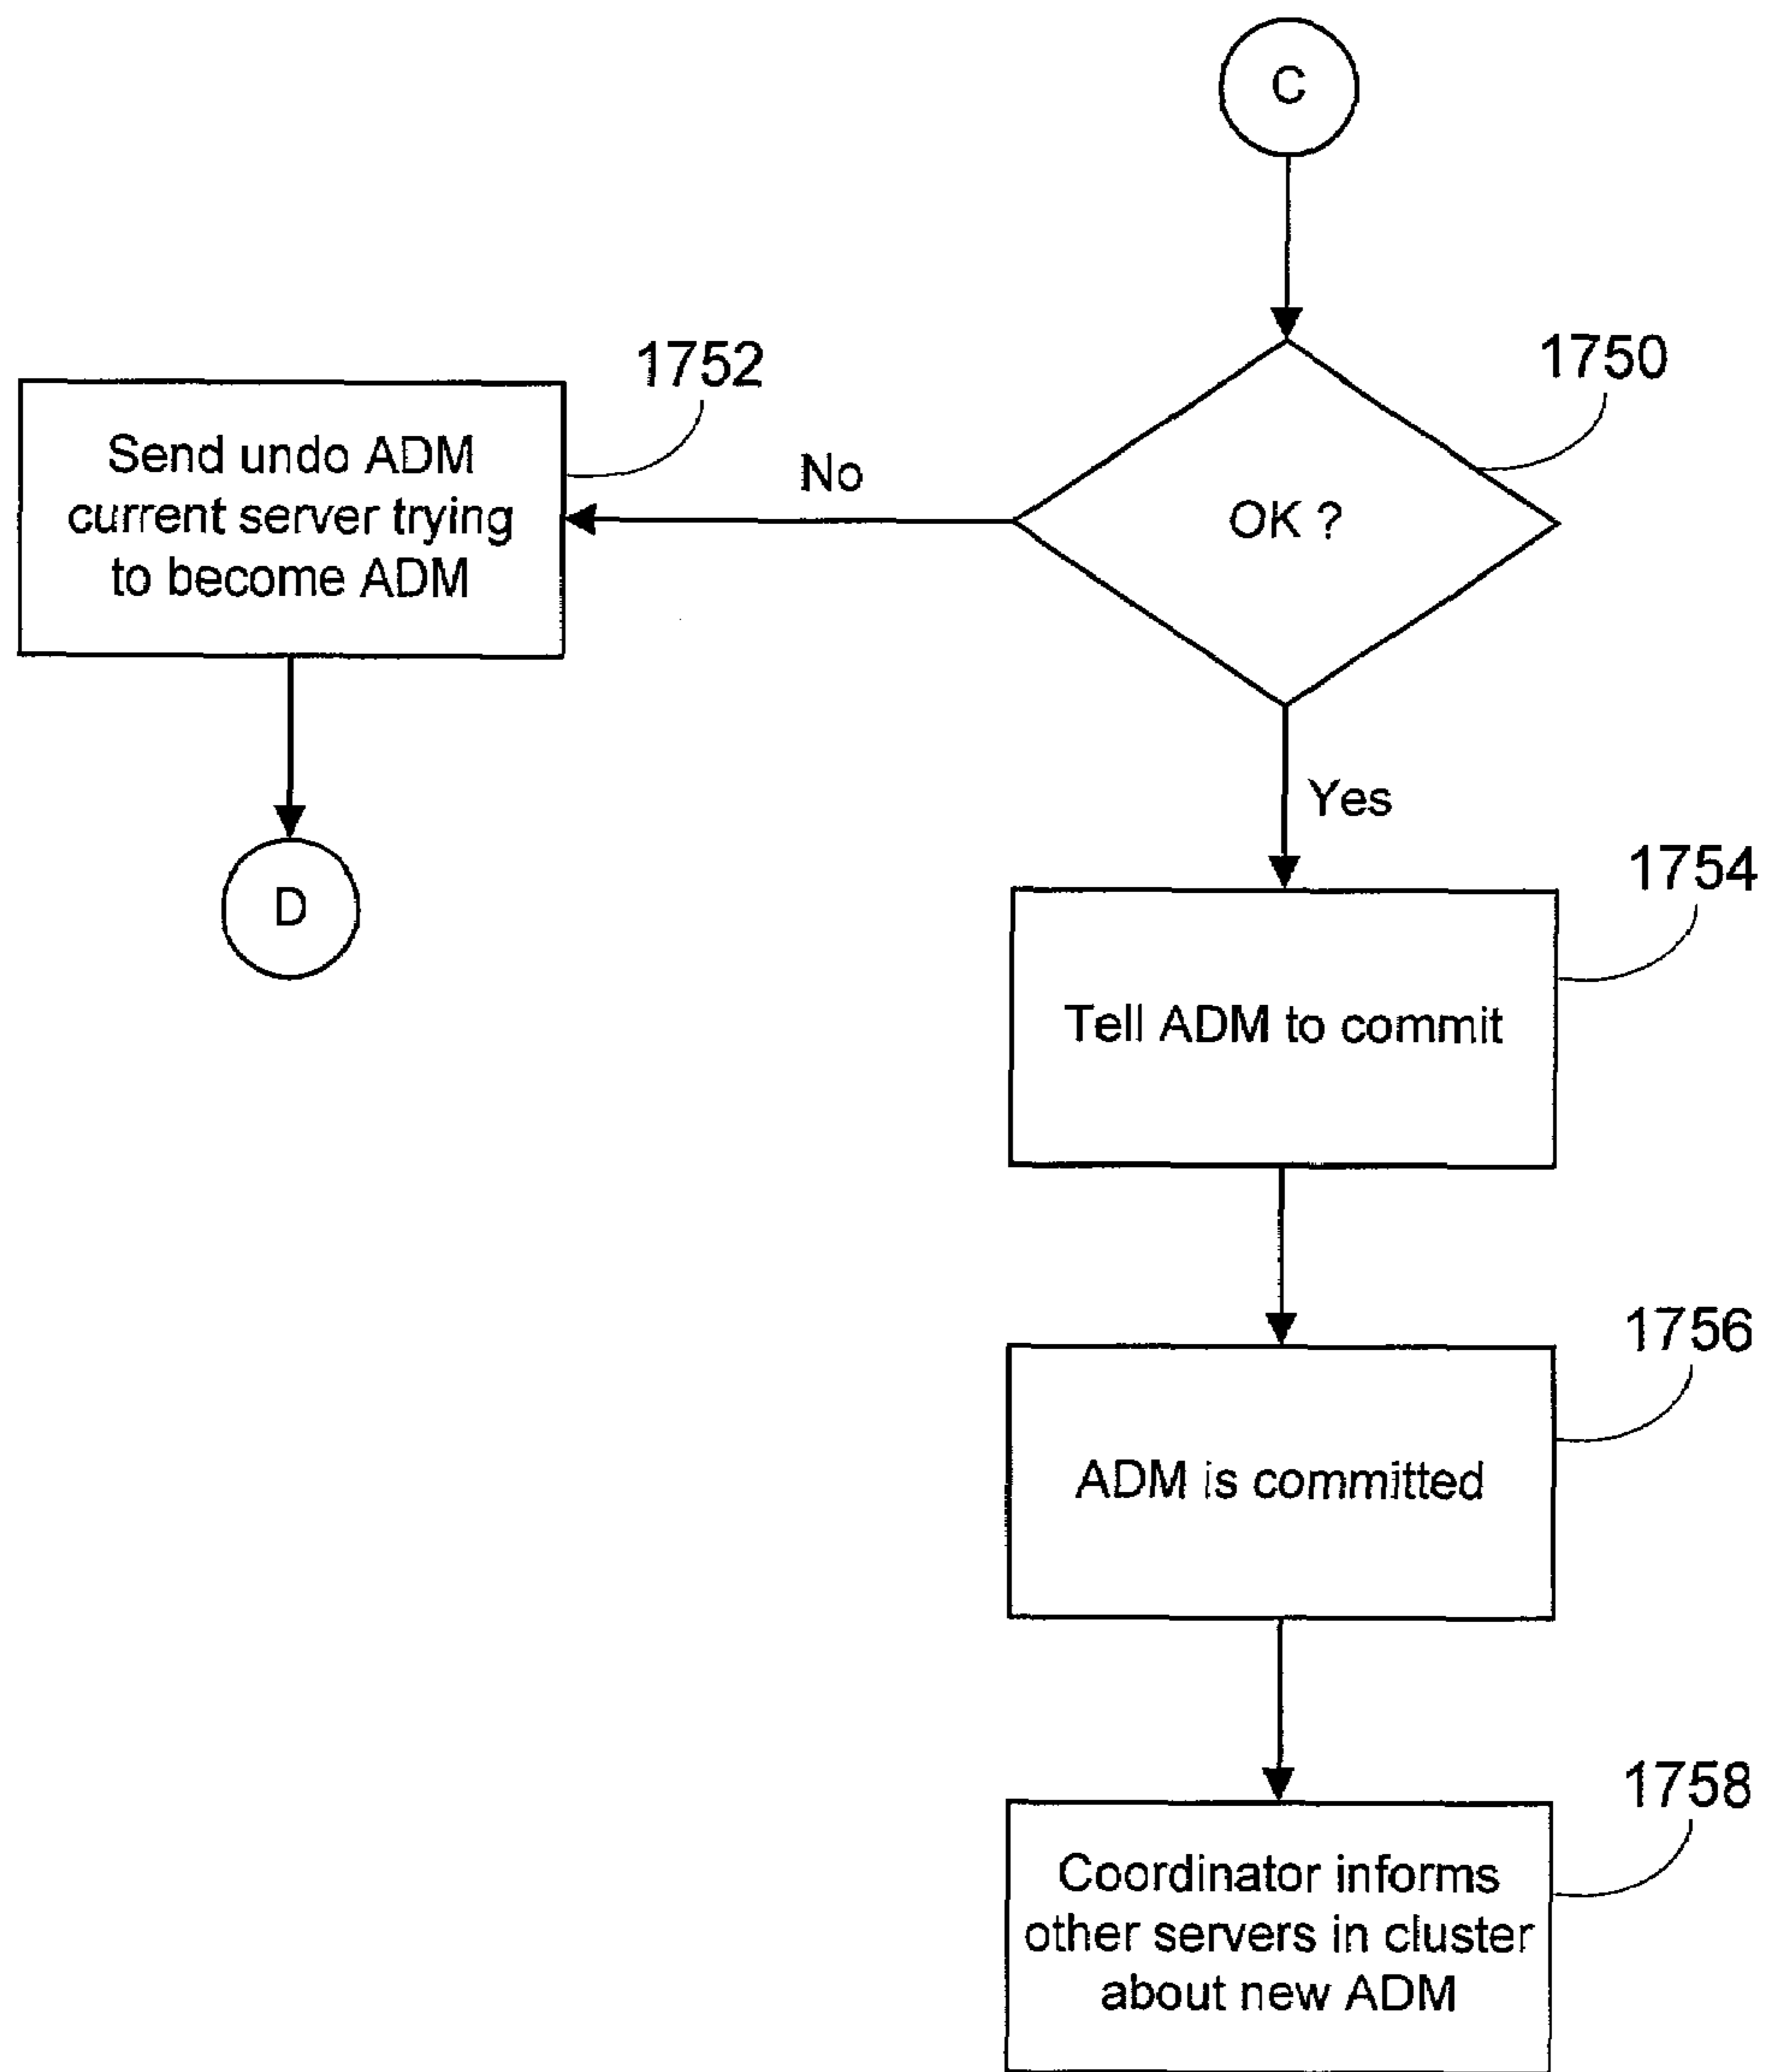 C
1750
OK ?
No
1752
Send undo ADM
current server trying
to become ADM
D
Yes
1754
Tell ADM to commit
1756
ADM is committed
1758
Coordinator informs
other servers in cluster
about new ADM